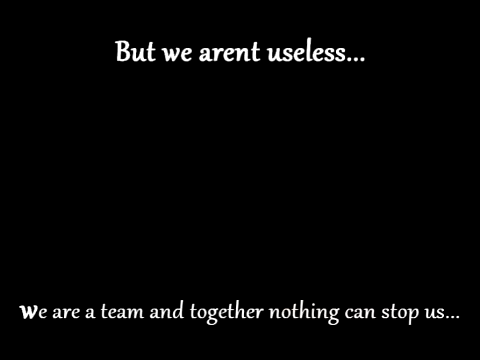 But we arent useless...
We are a team and together nothing can stop us...